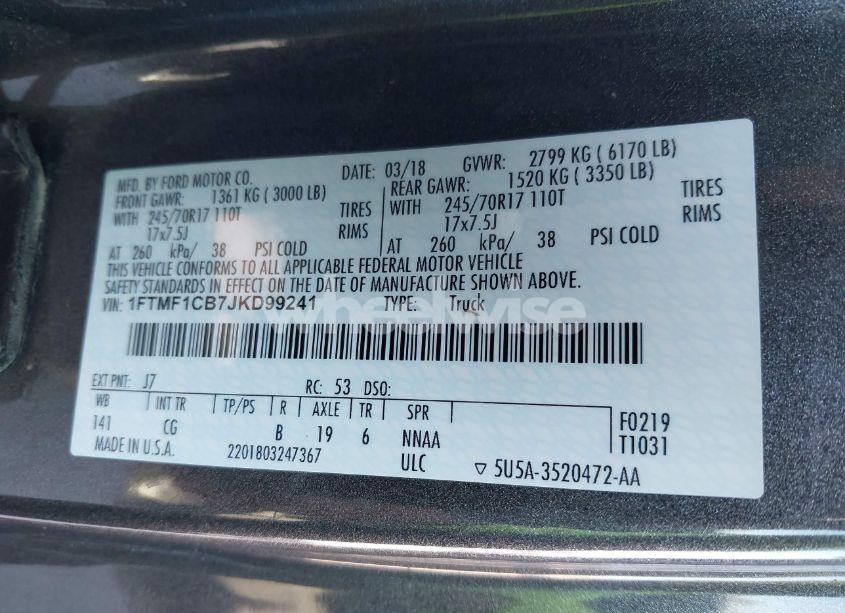 MFD. BY FORD MOTOR CO. DATE: 03/18 GVWR: 2799 KG ( 6170 LB)
FRONT GAWR: 1361 KG ( 3000 LB) REAR GAWR: 1520 KG ( 3350 LB)
WITH 245/70R17 110T TIRES WITH 245/70R17 110T TIRES
17x7.5J RIMS 17x7.5J RIMS
AT 260 kPa/ 38 PSI COLD AT 260 kPa/ 38 PSI COLD
THIS VEHICLE CONFORMS TO ALL APPLICABLE FEDERAL MOTOR VEHICLE
SAFETY STANDARDS IN EFFECT ON THE DATE OF MANUFACTURE SHOWN ABOVE.
VIN: 1FTMF1CB7JKD99241 TYPE: Truck
wheelwise
EXT PNT: J7 RC: 53 DSO:
WB INT TR TP/PS R AXLE TR SPR
141 CG B 19 6 NNAA F0219
MADE IN U.S.A. 2201803247367 ULC T1031
▽ 5U5A-3520472-AA